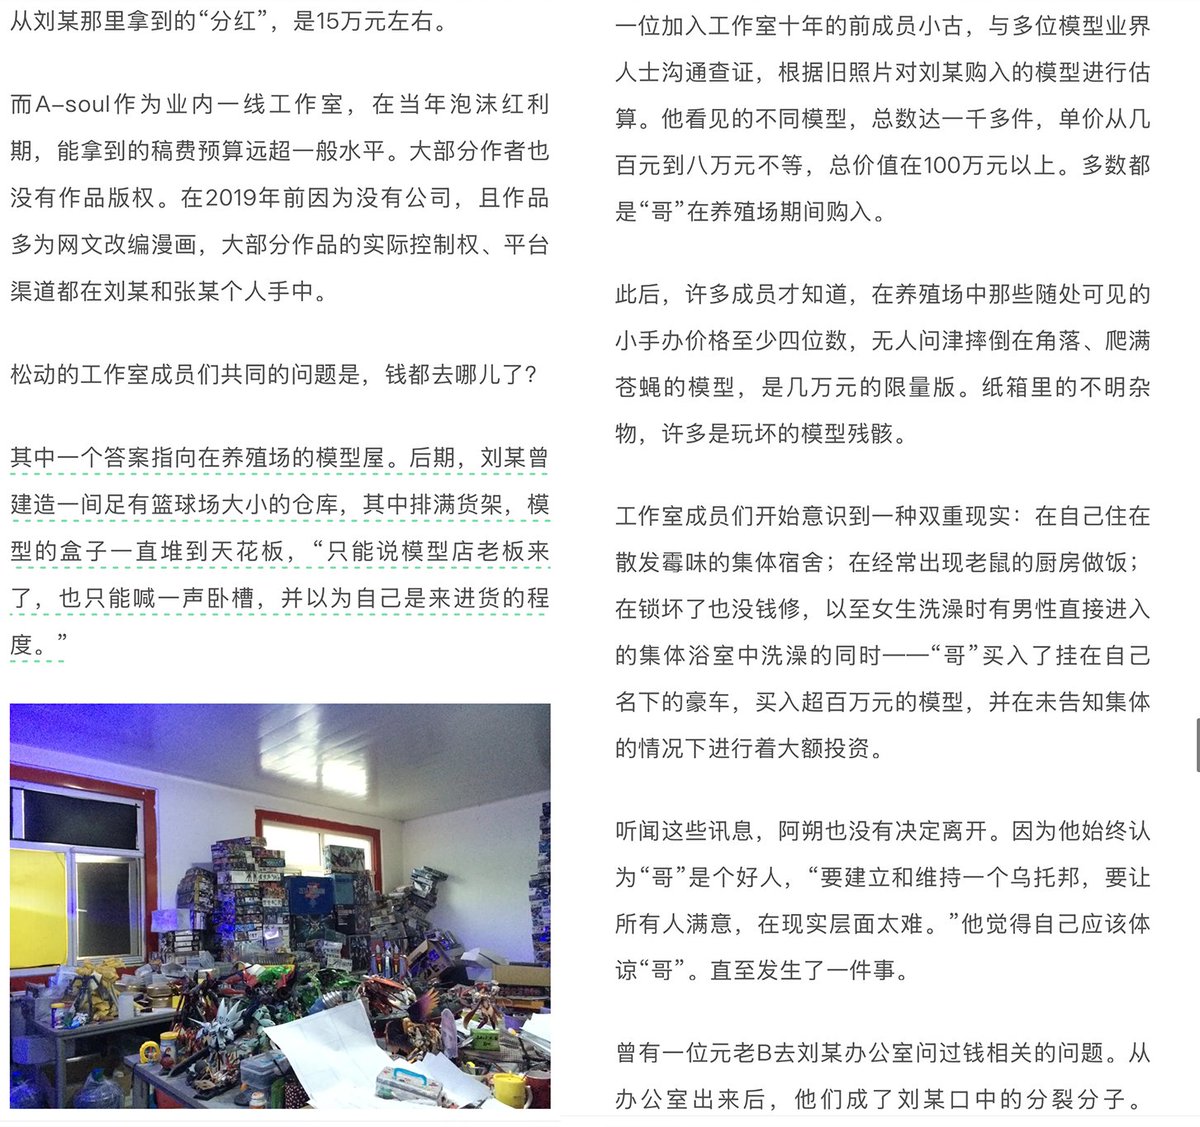 从刘某那里拿到的“分红”，是15万元左右。
而A-soul作为业内一线工作室，在当年泡沫红利
期，能拿到的稿费预算远超一般水平。大部分作者也
没有作品版权。在2019年前因为没有公司，且作品
多为网文改编漫画，大部分作品的实际控制权、平台
渠道都在刘某和张某个人手中。
松动的工作室成员们共同的问题是，钱都去哪儿了？
其中一个答案指向在养殖场的模型屋。后期，刘某曾
建造一间足有篮球场大小的仓库，其中排满货架，模
型的盒子一直堆到天花板，“只能说模型店老板来
了，也只能喊一声卧槽，并以为自己是来进货的程
度。”
一位加入工作室十年的前成员小古，与多位模型业界
人士沟通查证，根据旧照片对刘某购入的模型进行估
算。他看见的不同模型，总数达一千多件，单价从几
百元到八万元不等，总价值在100万元以上。多数都
是“哥”在养殖场期间购入。
此后，许多成员才知道，在养殖场中那些随处可见的
小手办价格至少四位数，无人问津摔倒在角落、爬满
苍蝇的模型，是几万元的限量版。纸箱里的不明杂
物，许多是玩坏的模型残骸。
工作室成员们开始意识到一种双重现实：在自己住在
散发霉味的集体宿舍；在经常出现老鼠的厨房做饭；
在锁坏了也没钱修，以至女生洗澡时有男性直接进入
的集体浴室中洗澡的同时——“哥”买入了挂在自己
名下的豪车，买入超百万元的模型，并在未告知集体
的情况下进行着大额投资。
听闻这些讯息，阿朔也没有决定离开。因为他始终认
为“哥”是个好人，“要建立和维持一个乌托邦，要让
所有人满意，在现实层面太难。”他觉得自己应该体
谅“哥”。直至发生了一件事。
曾有一位元老B去刘某办公室问过钱相关的问题。从
办公室出来后，他们成了刘某口中的分裂分子。